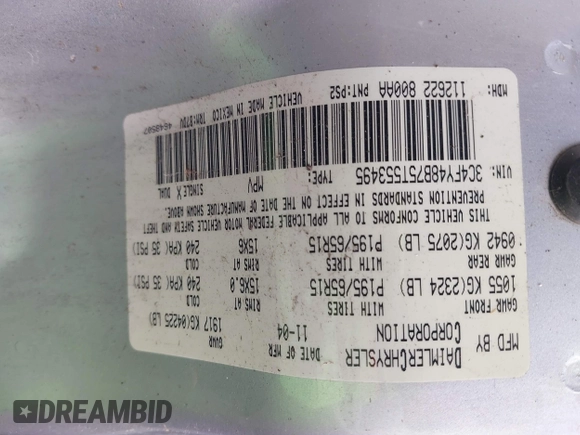 MFD BY DAIMLERCHRYSLER CORPORATION
DATE OF MFR 11-04
GVWR 1917 KG(04225 LB)
GAWR FRONT WITH TIRES RIMS AT COLD
1055 KG(2324 LB) P195/65R15 15X6.0 240 KPA( 35 PSI)
GAWR REAR WITH TIRES RIMS AT COLD
0942 KG(2075 LB) P195/65R15 15X6 240 KPA( 35 PSI)
THIS VEHICLE CONFORMS TO ALL APPLICABLE FEDERAL MOTOR VEHICLE SAFETY AND THEFT
PREVENTION STANDARDS IN EFFECT ON THE DATE OF MANUFACTURE SHOWN ABOVE.
VIN: 3C4FY48B75T553495 TYPE: MPV SINGLE X DUAL
MDH: 112622 800AA PNT:PS2 VEHICLE MADE IN MEXICO
DREAMBID